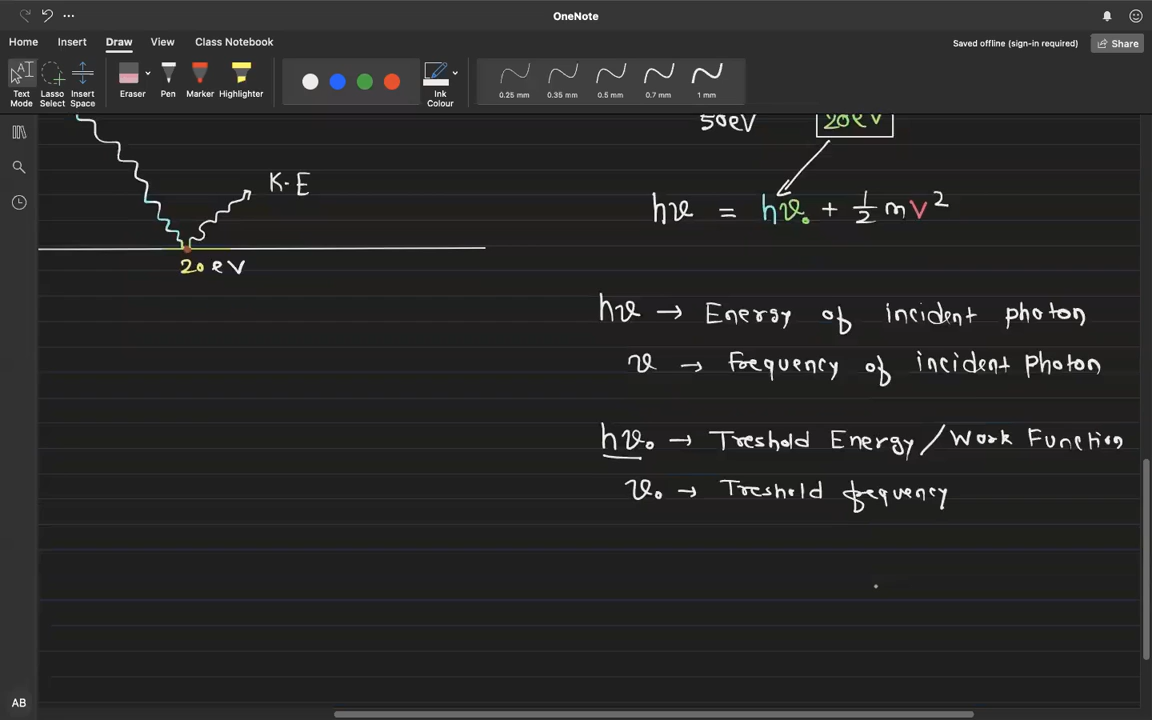 OneNote
Home Insert Draw View Class Notebook
Saved offline (sign-in required) Share
Text Mode
Lasso Select
Insert Space
Eraser
Pen
Marker
Highlighter
Ink Colour
0.25 mm
0.35 mm
0.5 mm
0.7 mm
1 mm
50eV 20eV
K-E
20eV
hν = hν₀ + 1/2 mv²
hν → Energy of incident photon
ν → Frequency of incident photon
hν₀ → Treshold Energy/Work Function
ν₀ → Treshold frequency
AB